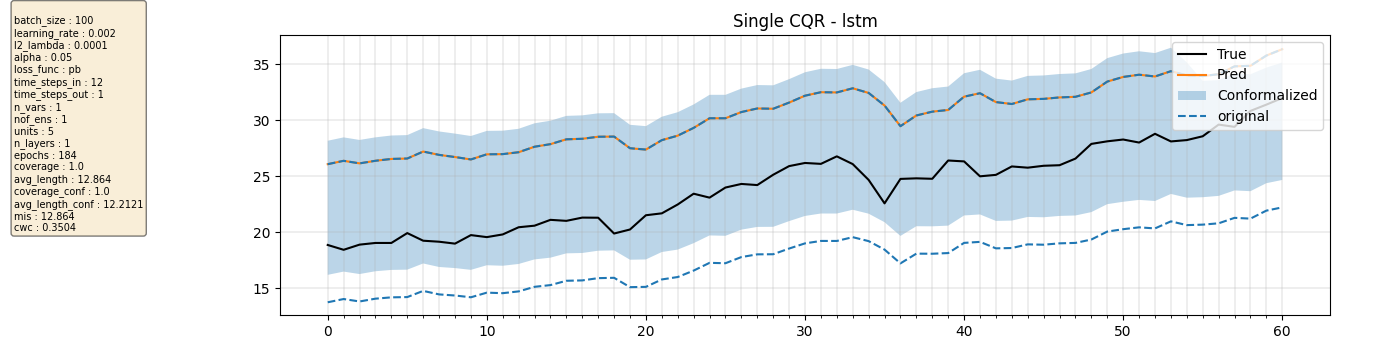 batch_size : 100
learning_rate : 0.002
l2_lambda : 0.0001
alpha : 0.05
loss_func : pb
time_steps_in : 12
time_steps_out : 1
n_vars : 1
nof_ens : 1
units : 5
n_layers : 1
epochs : 184
coverage : 1.0
avg_length : 12.864
coverage_conf : 1.0
avg_length_conf : 12.2121
mis : 12.864
cwc : 0.3504
Single CQR - lstm
True
Pred
Conformalized
original
35
30
25
20
15
0 10 20 30 40 50 60